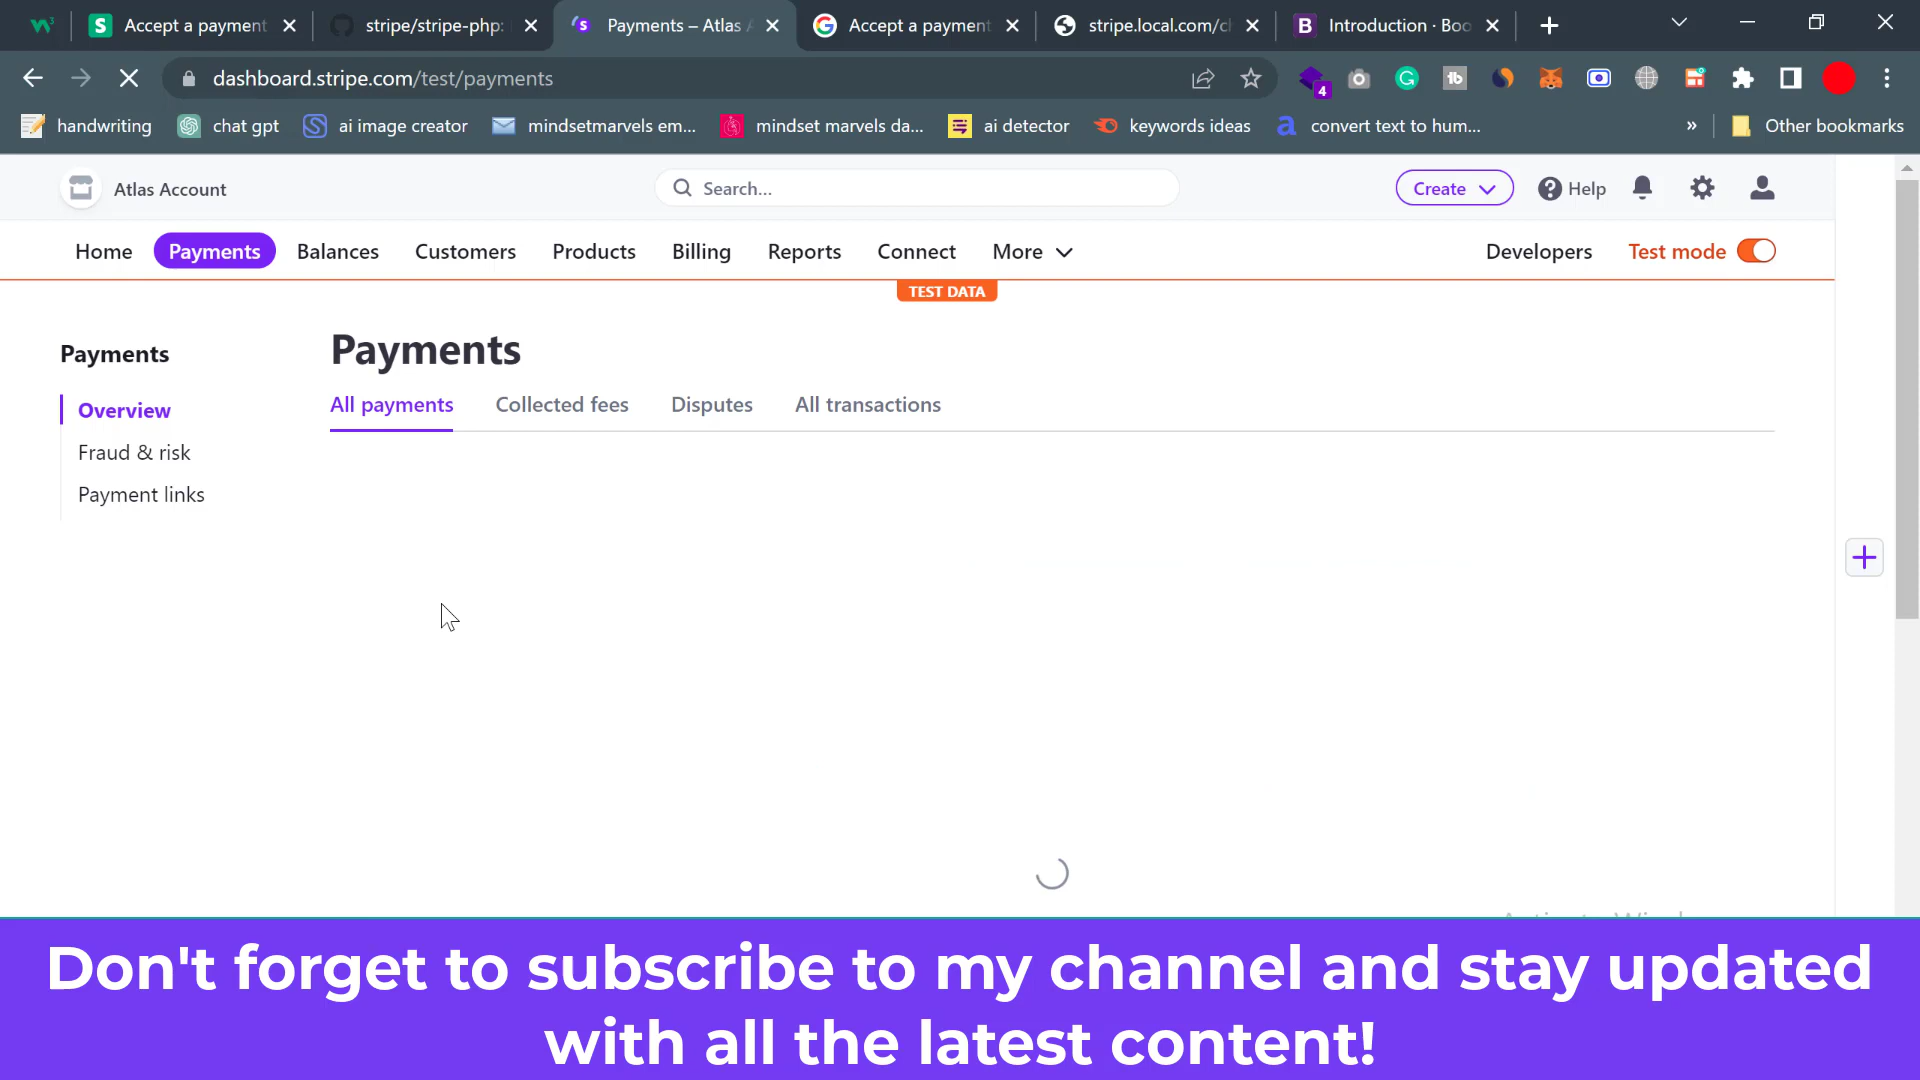 Accept a payment
stripe/stripe-php:
Payments – Atlas A
Accept a payment
stripe.local.com/ch
Introduction · Boo
dashboard.stripe.com/test/payments
4
handwriting
chat gpt
ai image creator
mindsetmarvels em...
mindset marvels da...
ai detector
keywords ideas
convert text to hum...
»
Other bookmarks
Atlas Account
Search...
Create
Help
Home
Payments
Balances
Customers
Products
Billing
Reports
Connect
More
Developers
Test mode
TEST DATA
Payments
Overview
Fraud & risk
Payment links
Payments
All payments
Collected fees
Disputes
All transactions
Don't forget to subscribe to my channel and stay updated
with all the latest content!